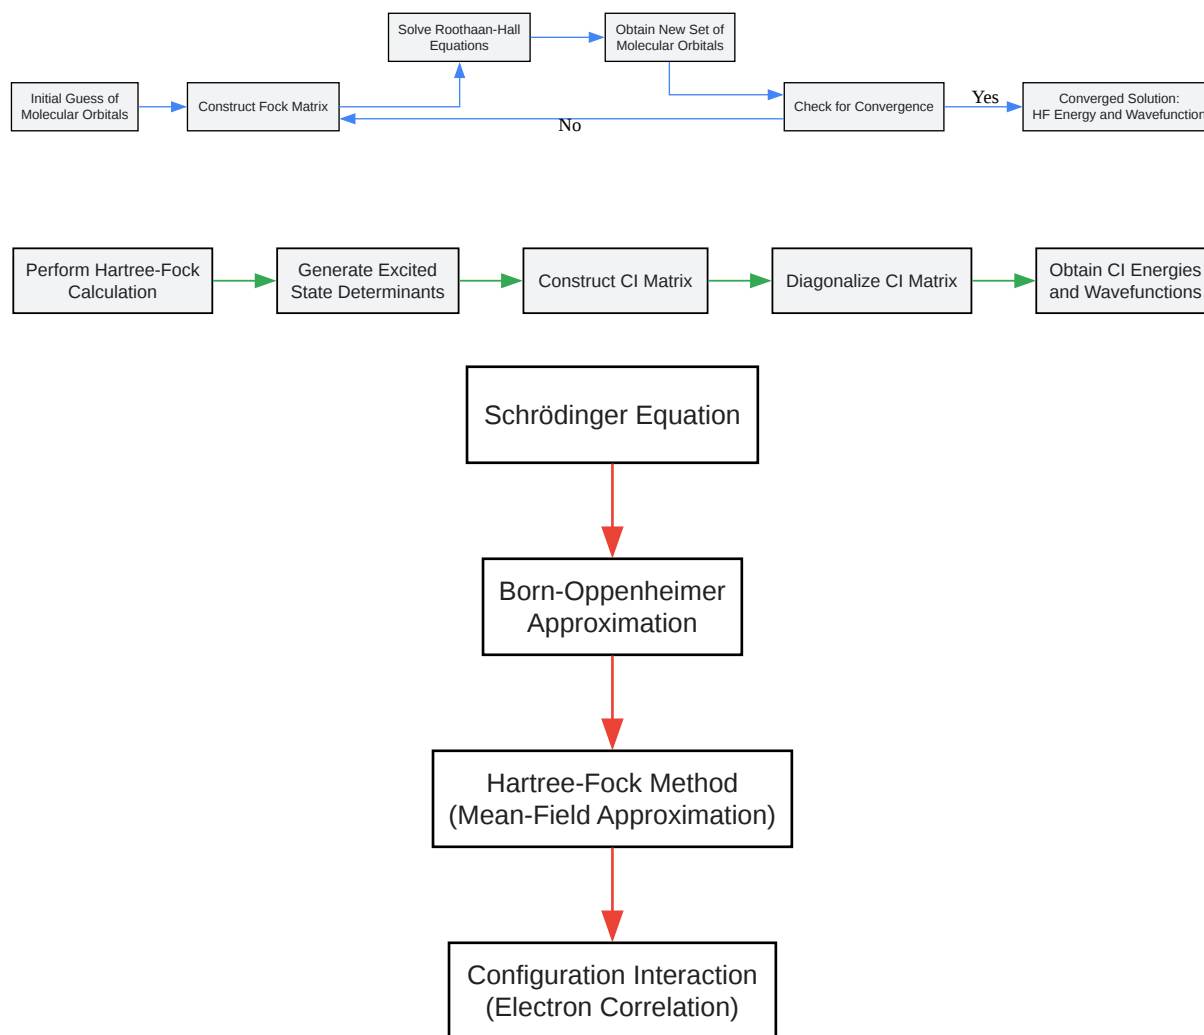 Solve Roothaan-Hall
Equations
Obtain New Set of
Molecular Orbitals
Initial Guess of
Molecular Orbitals
Construct Fock Matrix
Check for Convergence
Yes
Converged Solution:
HF Energy and Wavefunction
No
Perform Hartree-Fock
Calculation
Generate Excited
State Determinants
Construct CI Matrix
Diagonalize CI Matrix
Obtain CI Energies
and Wavefunctions
Schrödinger Equation
Born-Oppenheimer
Approximation
Hartree-Fock Method
(Mean-Field Approximation)
Configuration Interaction
(Electron Correlation)